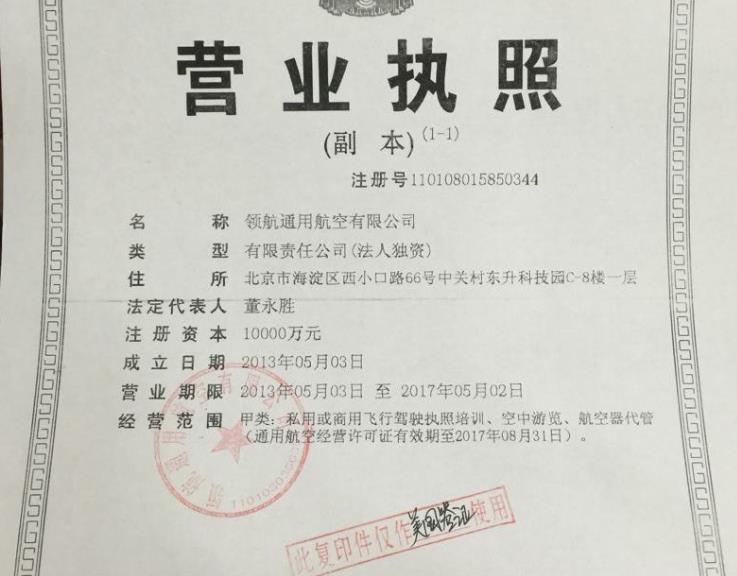 营业执照
(副 本)(1-1)
注册号110108015850344
名 称 领航通用航空有限公司
类 型 有限责任公司(法人独资)
住 所 北京市海淀区西小口路66号中关村东升科技园C-8楼一层
法定代表人 董永胜
注册资本 10000万元
成立日期 2013年05月03日
营业期限 2013年05月03日 至 2017年05月02日
经营范围 甲类：私用或商用飞行驾驶执照培训、空中游览、航空器代管
（通用航空经营许可证有效期至2017年08月31日）。
领航通用航空有限公司
此复印件仅作美国签证使用